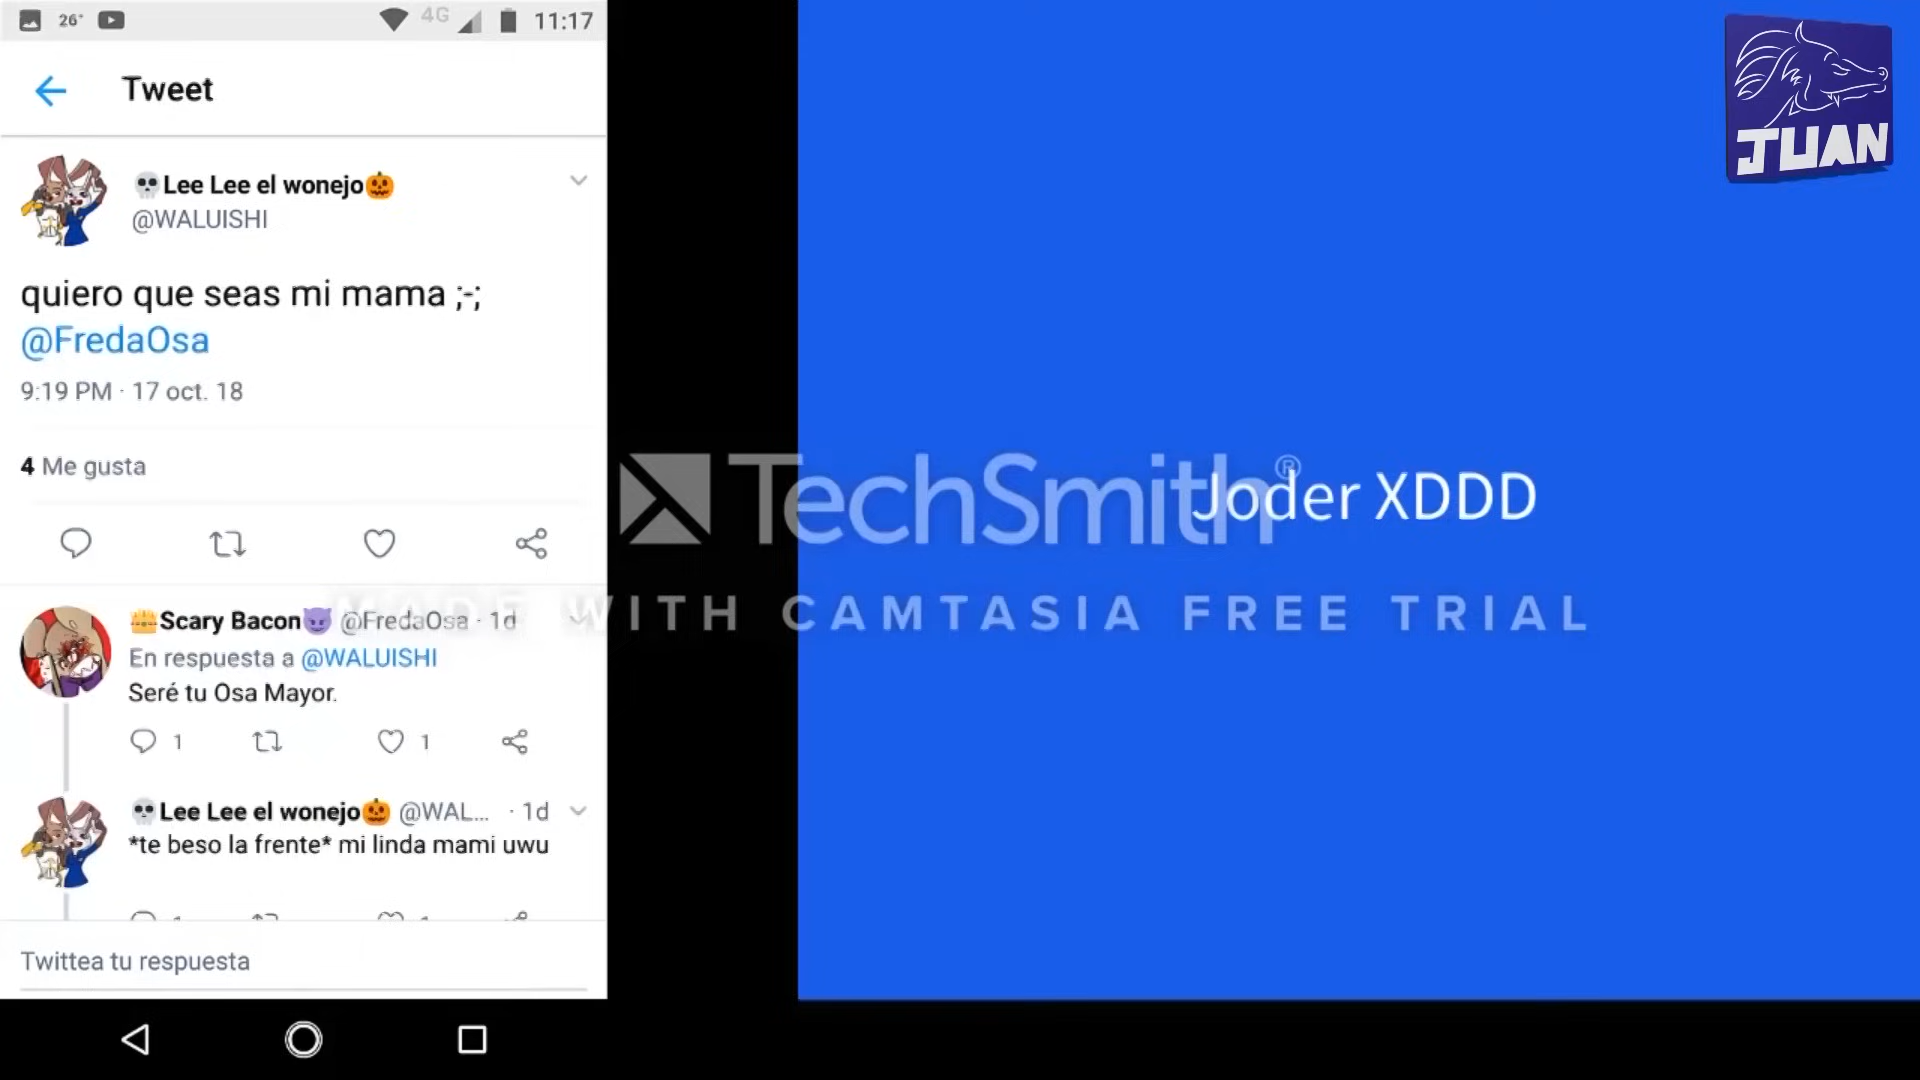 26°
4G
11:17
Tweet
💀Lee Lee el wonejo🎃
@WALUISHI
quiero que seas mi mama ;-;
@FredaOsa
9:19 PM · 17 oct. 18
4 Me gusta
Scary Bacon😈 @FredaOsa · 1d
En respuesta a @WALUISHI
Seré tu Osa Mayor.
1
1
💀Lee Lee el wonejo🎃 @WAL... · 1d
*te beso la frente* mi linda mami uwu
Twittea tu respuesta
TechSmith®
MADE WITH CAMTASIA FREE TRIAL
Joder XDDD
JUAN